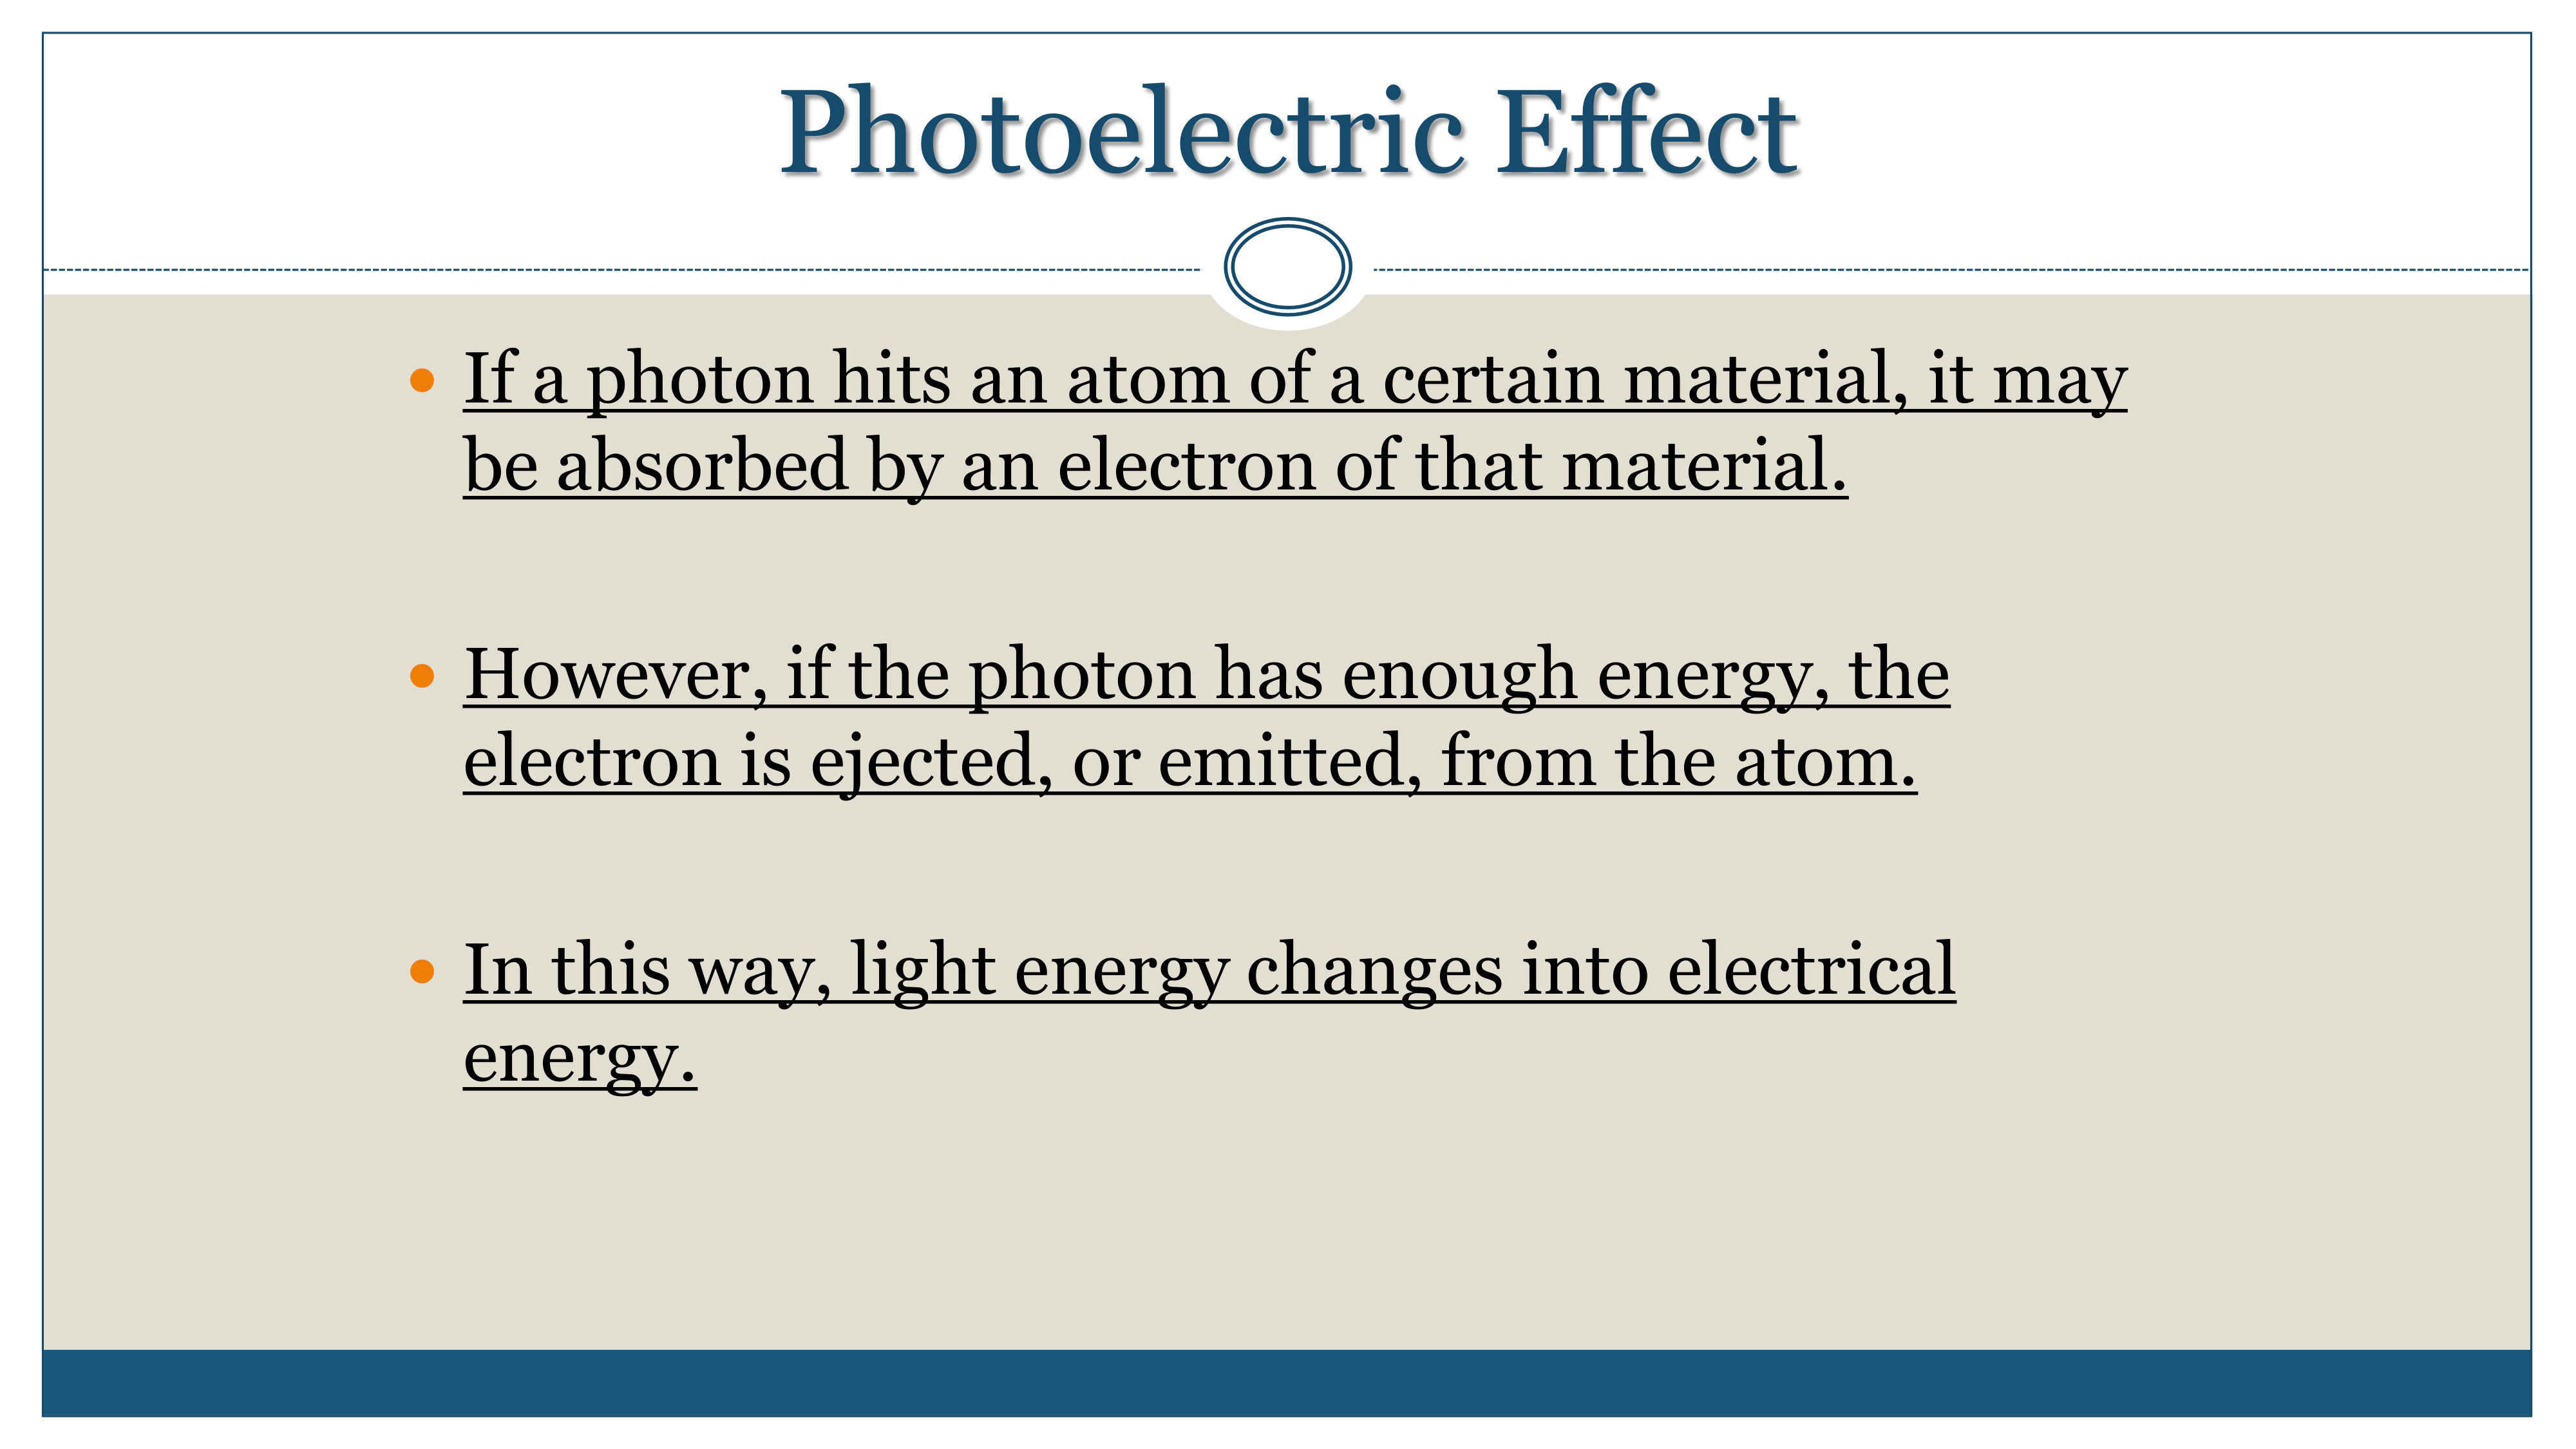 Photoelectric Effect
• If a photon hits an atom of a certain material, it may
be absorbed by an electron of that material.
• However, if the photon has enough energy, the
electron is ejected, or emitted, from the atom.
• In this way, light energy changes into electrical
energy.